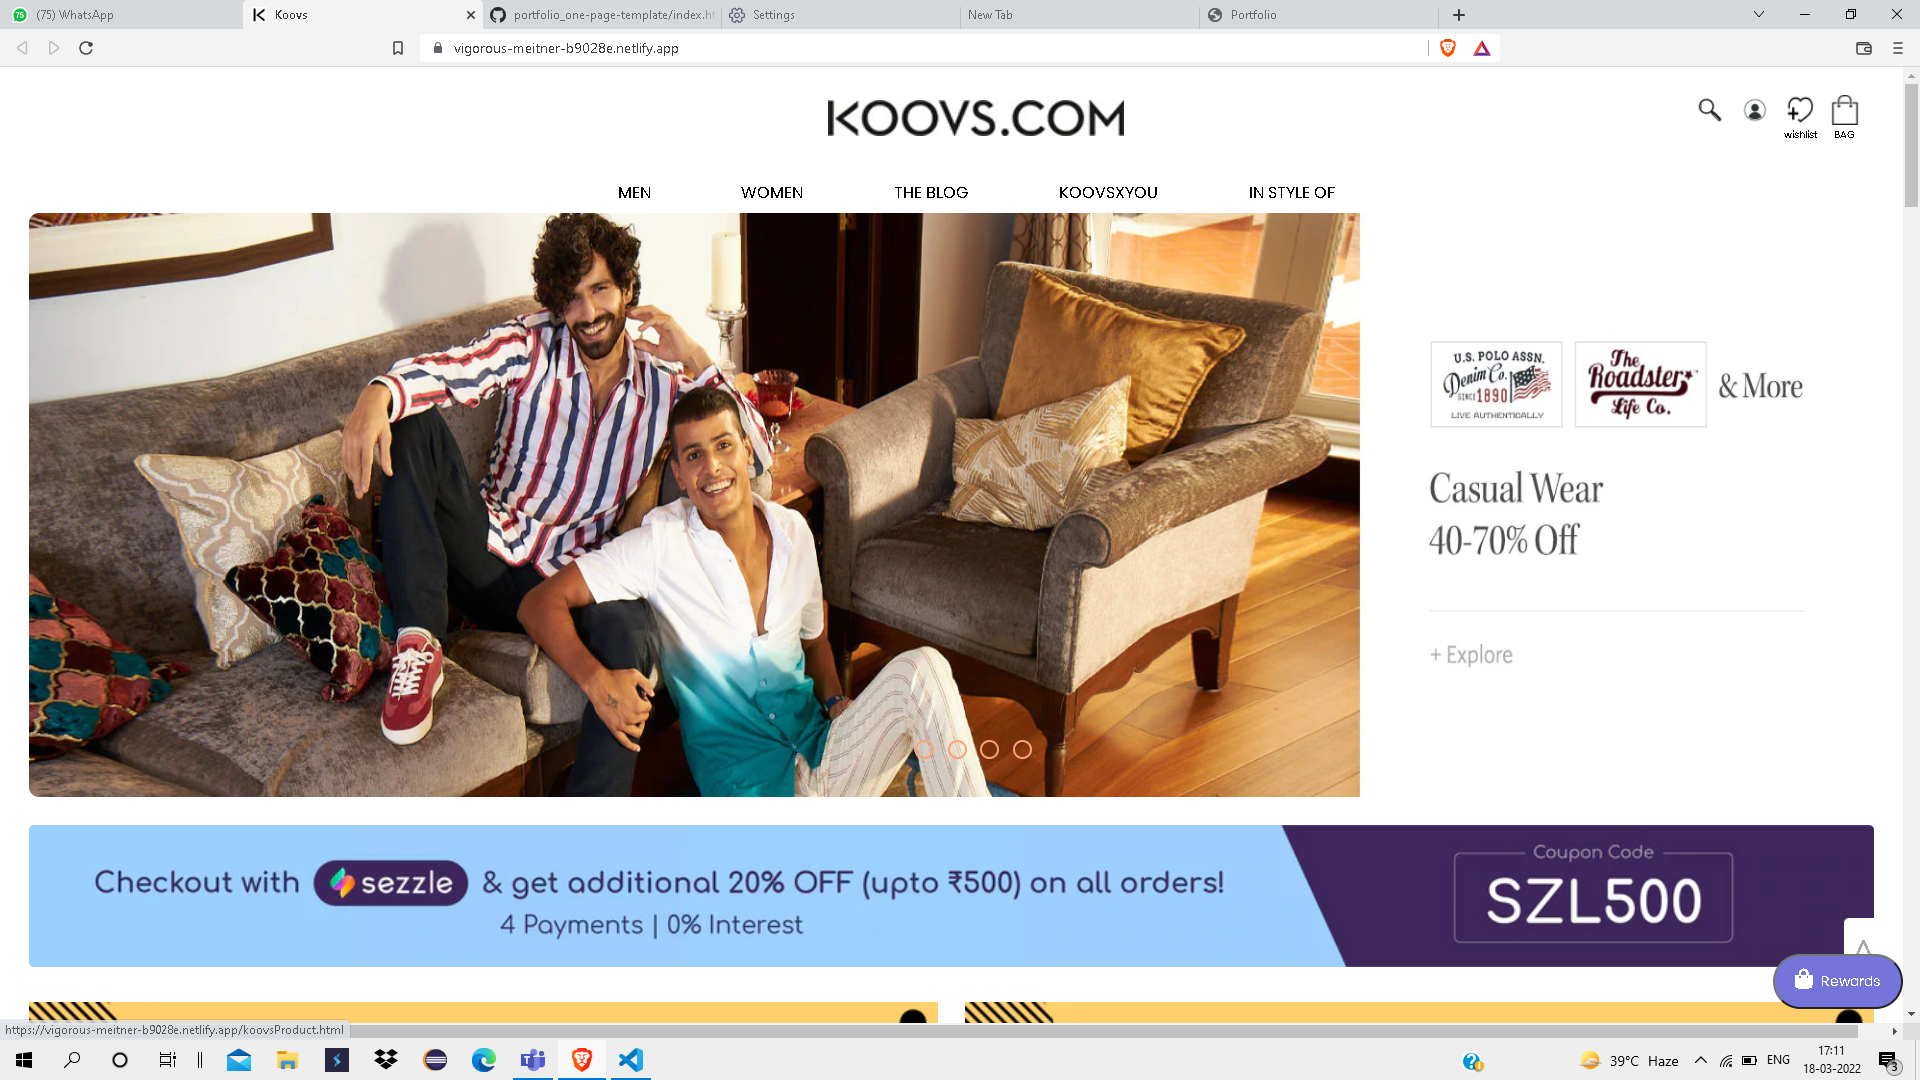 (75) WhatsApp
Koovs
portfolio_one-page-template/index.ht
Settings
New Tab
Portfolio
vigorous-meitner-b9028e.netlify.app
KOOVS.COM
wishlist
BAG
MEN
WOMEN
THE BLOG
KOOVSXYOU
IN STYLE OF
U.S. POLO ASSN.
Denim Co.
SINCE 1890
LIVE AUTHENTICALLY
The
Roadster
Life Co.
& More
Casual Wear
40-70% Off
+ Explore
Checkout with sezzle & get additional 20% OFF (upto ₹500) on all orders!
4 Payments | 0% Interest
Coupon Code
SZL500
Rewards
https://vigorous-meitner-b9028e.netlify.app/koovsProduct.html
39°C Haze
ENG
17:11
18-03-2022
3